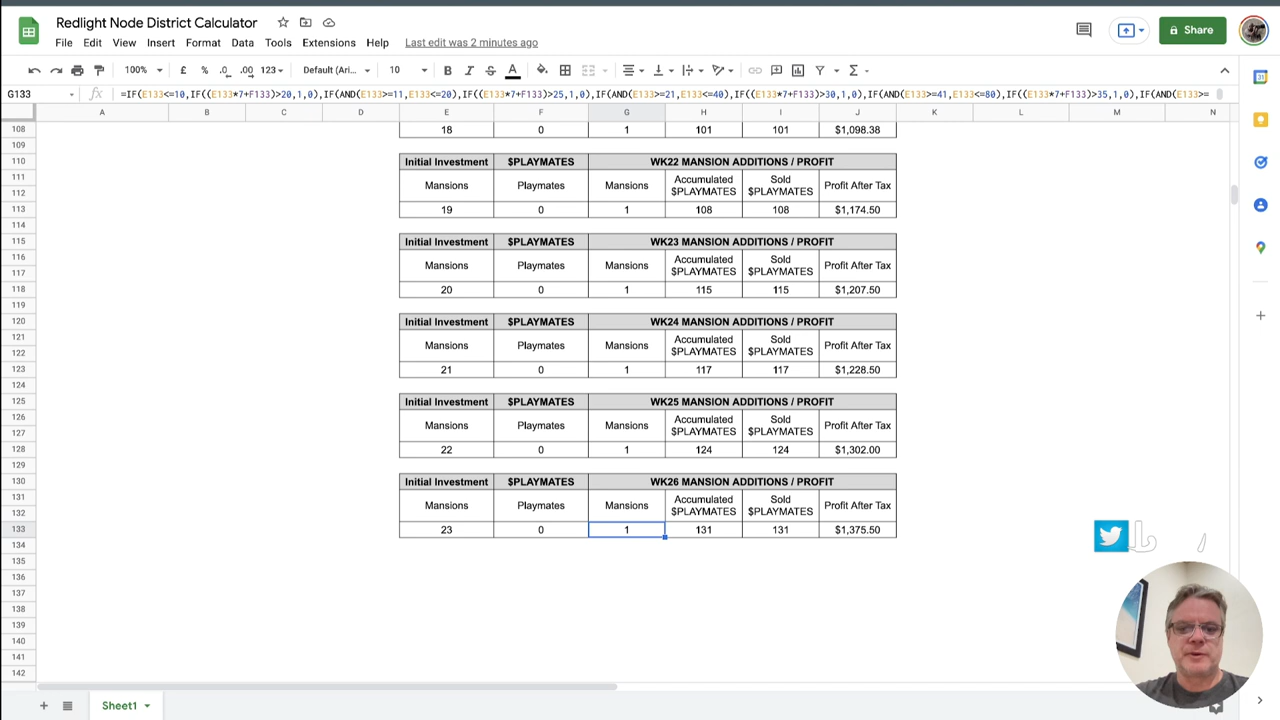 Redlight Node District Calculator
File Edit View Insert Format Data Tools Extensions Help Last edit was 2 minutes ago
Share
100% £ % .0 .00 123 Default (Ari... 10 B I S A
G133 fx =IF(E133<=10,IF((E133*7+F133)>20,1,0),IF(AND(E133>=11,E133<=20),IF((E133*7+F133)>25,1,0),IF(AND(E133>=21,E133<=40),IF((E133*7+F133)>30,1,0),IF(AND(E133>=41,E133<=80),IF((E133*7+F133)>35,1,0),IF(AND(E133>=
A B C D E F G H I J K L M N
108 18 0 1 101 101 $1,098.38
109
110 Initial Investment $PLAYMATES WK22 MANSION ADDITIONS / PROFIT
111 Mansions Playmates Mansions Accumulated Sold Profit After Tax
112 $PLAYMATES $PLAYMATES
113 19 0 1 108 108 $1,174.50
114
115 Initial Investment $PLAYMATES WK23 MANSION ADDITIONS / PROFIT
116 Mansions Playmates Mansions Accumulated Sold Profit After Tax
117 $PLAYMATES $PLAYMATES
118 20 0 1 115 115 $1,207.50
119
120 Initial Investment $PLAYMATES WK24 MANSION ADDITIONS / PROFIT
121 Mansions Playmates Mansions Accumulated Sold Profit After Tax
122 $PLAYMATES $PLAYMATES
123 21 0 1 117 117 $1,228.50
124
125 Initial Investment $PLAYMATES WK25 MANSION ADDITIONS / PROFIT
126 Mansions Playmates Mansions Accumulated Sold Profit After Tax
127 $PLAYMATES $PLAYMATES
128 22 0 1 124 124 $1,302.00
129
130 Initial Investment $PLAYMATES WK26 MANSION ADDITIONS / PROFIT
131 Mansions Playmates Mansions Accumulated Sold Profit After Tax
132 $PLAYMATES $PLAYMATES
133 23 0 1 131 131 $1,375.50
134
135
136
137
138
139
140
141
142
Sheet1